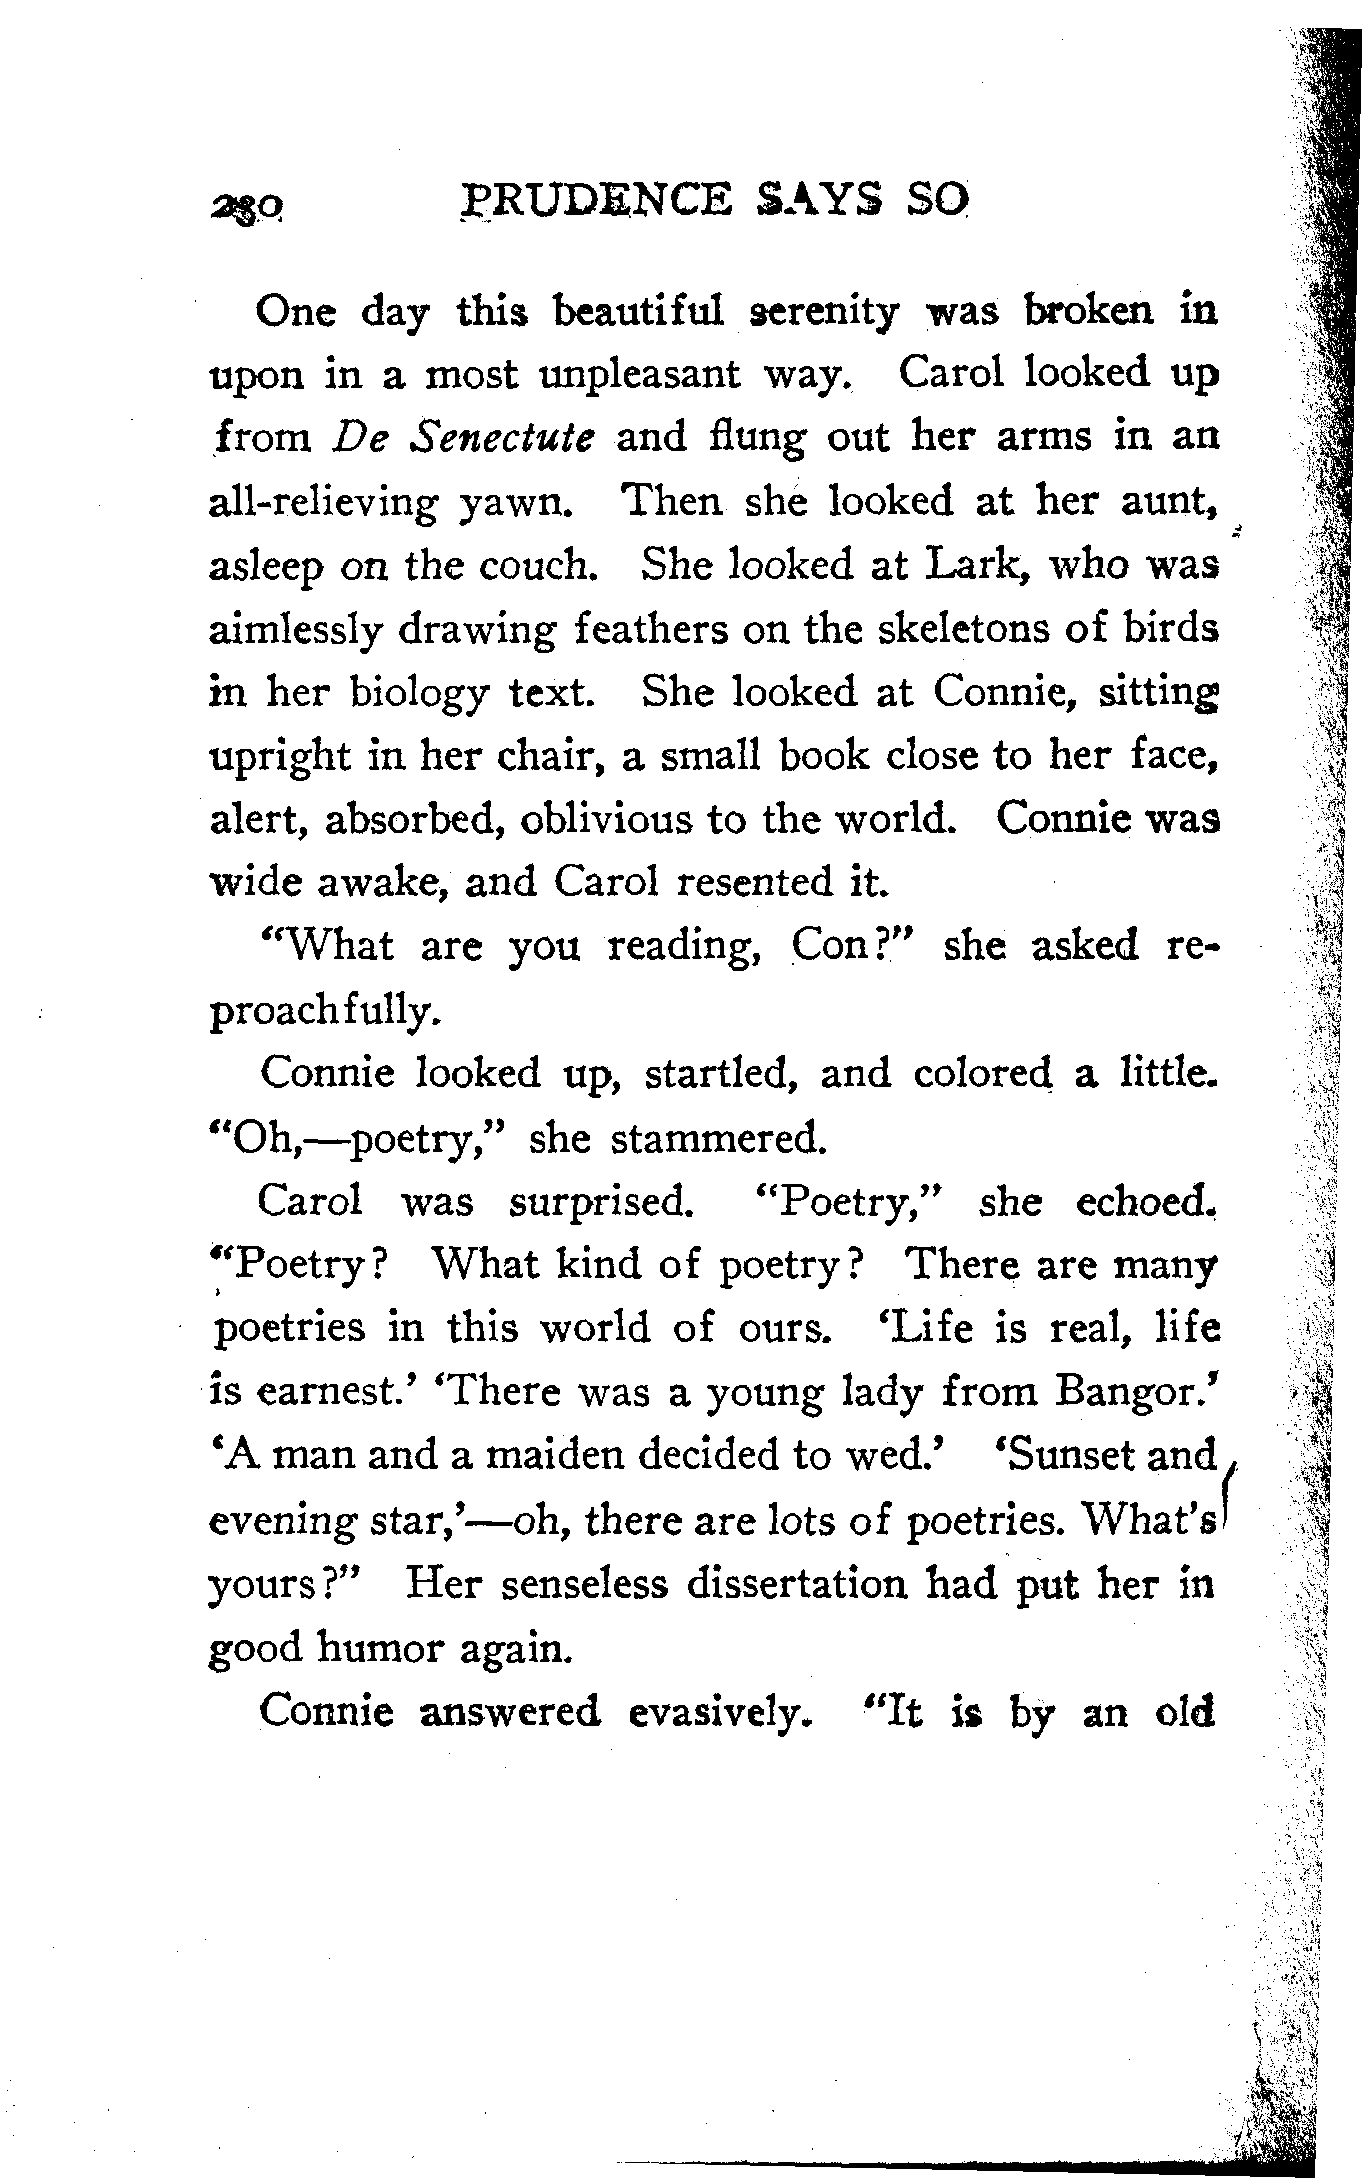 230 PRUDENCE SAYS SO
One day this beautiful serenity was broken in
upon in a most unpleasant way. Carol looked up
from De Senectute and flung out her arms in an
all-relieving yawn. Then she looked at her aunt,
asleep on the couch. She looked at Lark, who was
aimlessly drawing feathers on the skeletons of birds
in her biology text. She looked at Connie, sitting
upright in her chair, a small book close to her face,
alert, absorbed, oblivious to the world. Connie was
wide awake, and Carol resented it.
“What are you reading, Con?” she asked re-
proachfully.
Connie looked up, startled, and colored a little.
“Oh,—poetry,” she stammered.
Carol was surprised. “Poetry,” she echoed.
“Poetry? What kind of poetry? There are many
poetries in this world of ours. ‘Life is real, life
is earnest.’ ‘There was a young lady from Bangor.’
‘A man and a maiden decided to wed.’ ‘Sunset and
evening star,’—oh, there are lots of poetries. What’s
yours?” Her senseless dissertation had put her in
good humor again.
Connie answered evasively. “It is by an old